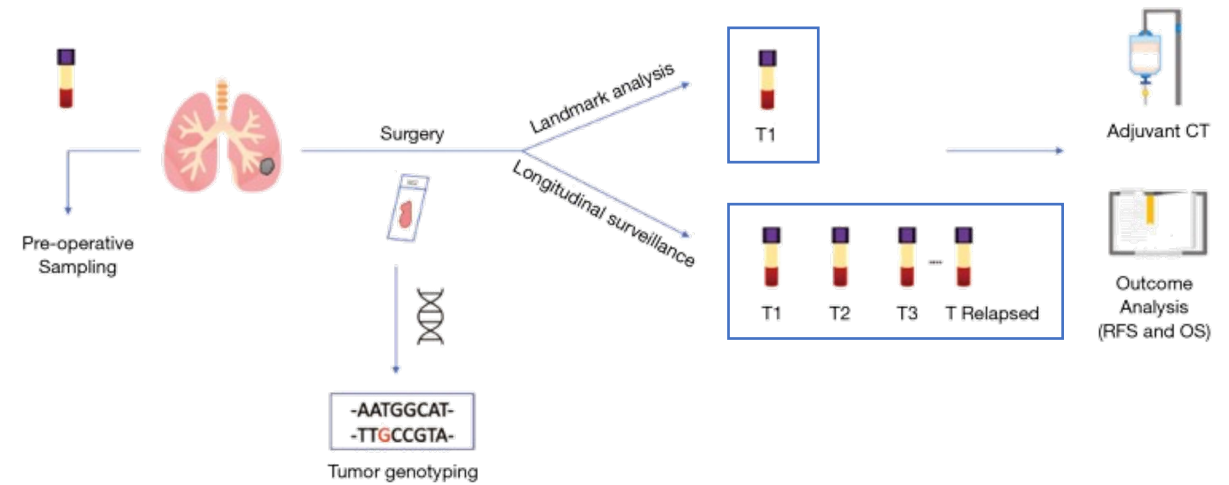 Pre-operative
Sampling
Surgery
-AATGGCAT-
-TTGCCGTA-
Tumor genotyping
Landmark analysis
Longitudinal surveillance
T1
T1
T2
T3
T Relapsed
Adjuvant CT
Outcome
Analysis
(RFS and OS)